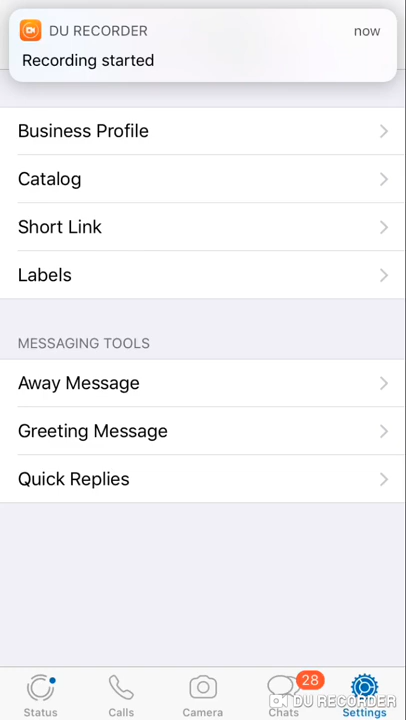 DU RECORDER
now
Recording started
Business Profile
Catalog
Short Link
Labels
MESSAGING TOOLS
Away Message
Greeting Message
Quick Replies
28
Status
Calls
Camera
Chats
Settings
DU RECORDER